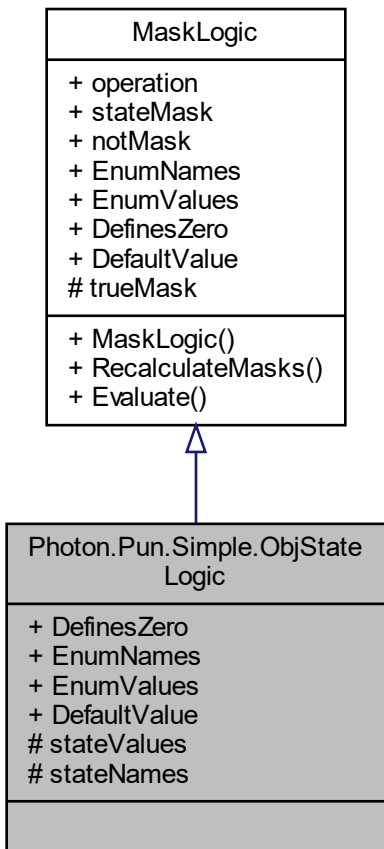 MaskLogic
+ operation
+ stateMask
+ notMask
+ EnumNames
+ EnumValues
+ DefinesZero
+ DefaultValue
# trueMask
+ MaskLogic()
+ RecalculateMasks()
+ Evaluate()
Photon.Pun.Simple.ObjState
Logic
+ DefinesZero
+ EnumNames
+ EnumValues
+ DefaultValue
# stateValues
# stateNames